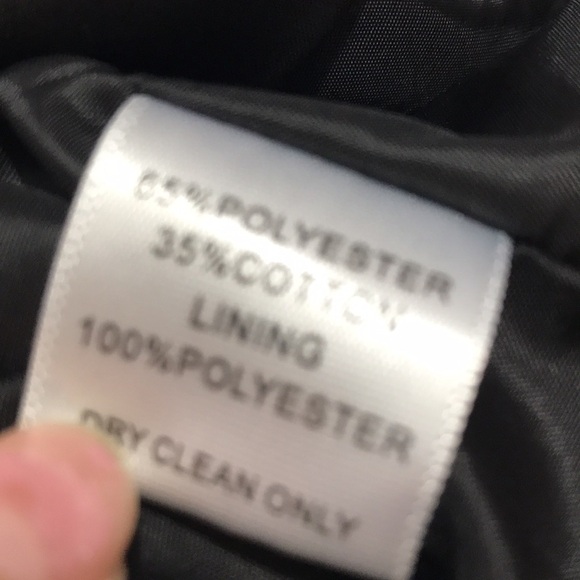 65%POLYESTER
35%COTTON
LINING
100%POLYESTER
DRY CLEAN ONLY